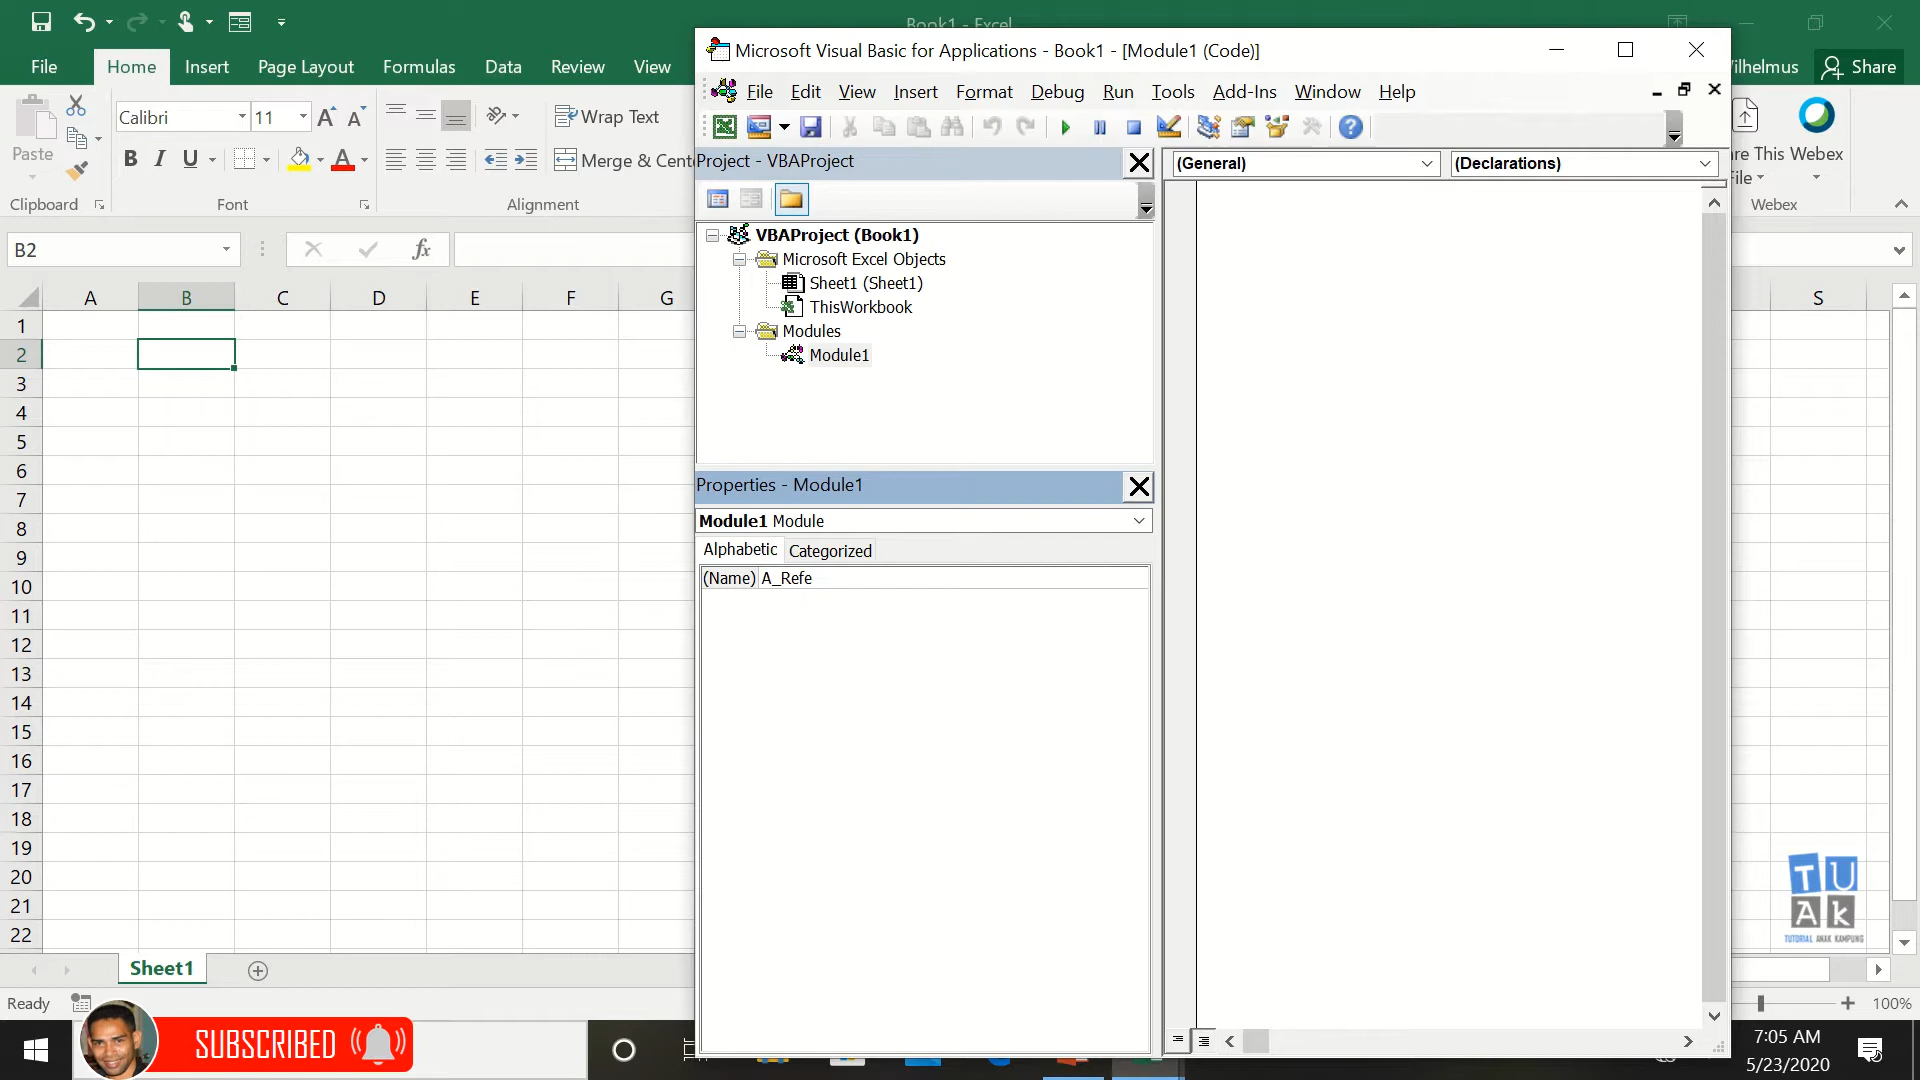 Book1 - Excel
File
Home
Insert
Page Layout
Formulas
Data
Review
View
ilhelmus
Share
Paste
Clipboard
Calibri
11
B I U
A
Font
Wrap Text
Merge & Cent
Alignment
re This
File
Webex
Webex
B2
fx
A B C D E F G S
1
2
3
4
5
6
7
8
9
10
11
12
13
14
15
16
17
18
19
20
21
22
Sheet1
Ready
100%
Microsoft Visual Basic for Applications - Book1 - [Module1 (Code)]
File Edit View Insert Format Debug Run Tools Add-Ins Window Help
Project - VBAProject
VBAProject (Book1)
Microsoft Excel Objects
Sheet1 (Sheet1)
ThisWorkbook
Modules
Module1
Properties - Module1
Module1 Module
Alphabetic
Categorized
(Name) A_Refe
(General)
(Declarations)
TU
Ak
TUTORIAL ANAK KAMPUNG
SUBSCRIBED
7:05 AM
5/23/2020